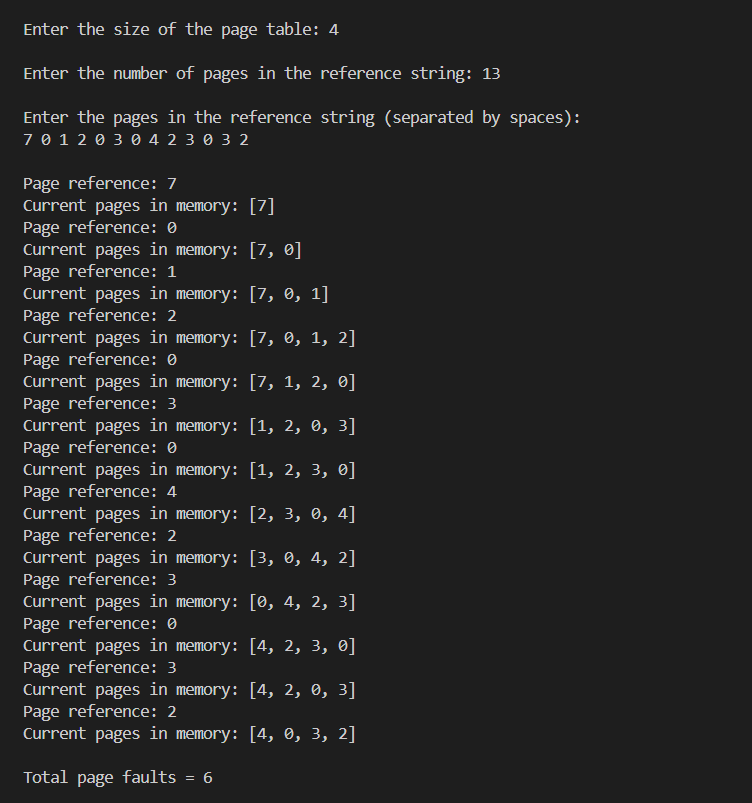 Enter the size of the page table: 4
Enter the number of pages in the reference string: 13
Enter the pages in the reference string (separated by spaces):
7 0 1 2 0 3 0 4 2 3 0 3 2
Page reference: 7
Current pages in memory: [7]
Page reference: 0
Current pages in memory: [7, 0]
Page reference: 1
Current pages in memory: [7, 0, 1]
Page reference: 2
Current pages in memory: [7, 0, 1, 2]
Page reference: 0
Current pages in memory: [7, 1, 2, 0]
Page reference: 3
Current pages in memory: [1, 2, 0, 3]
Page reference: 0
Current pages in memory: [1, 2, 3, 0]
Page reference: 4
Current pages in memory: [2, 3, 0, 4]
Page reference: 2
Current pages in memory: [3, 0, 4, 2]
Page reference: 3
Current pages in memory: [0, 4, 2, 3]
Page reference: 0
Current pages in memory: [4, 2, 3, 0]
Page reference: 3
Current pages in memory: [4, 2, 0, 3]
Page reference: 2
Current pages in memory: [4, 0, 3, 2]
Total page faults = 6